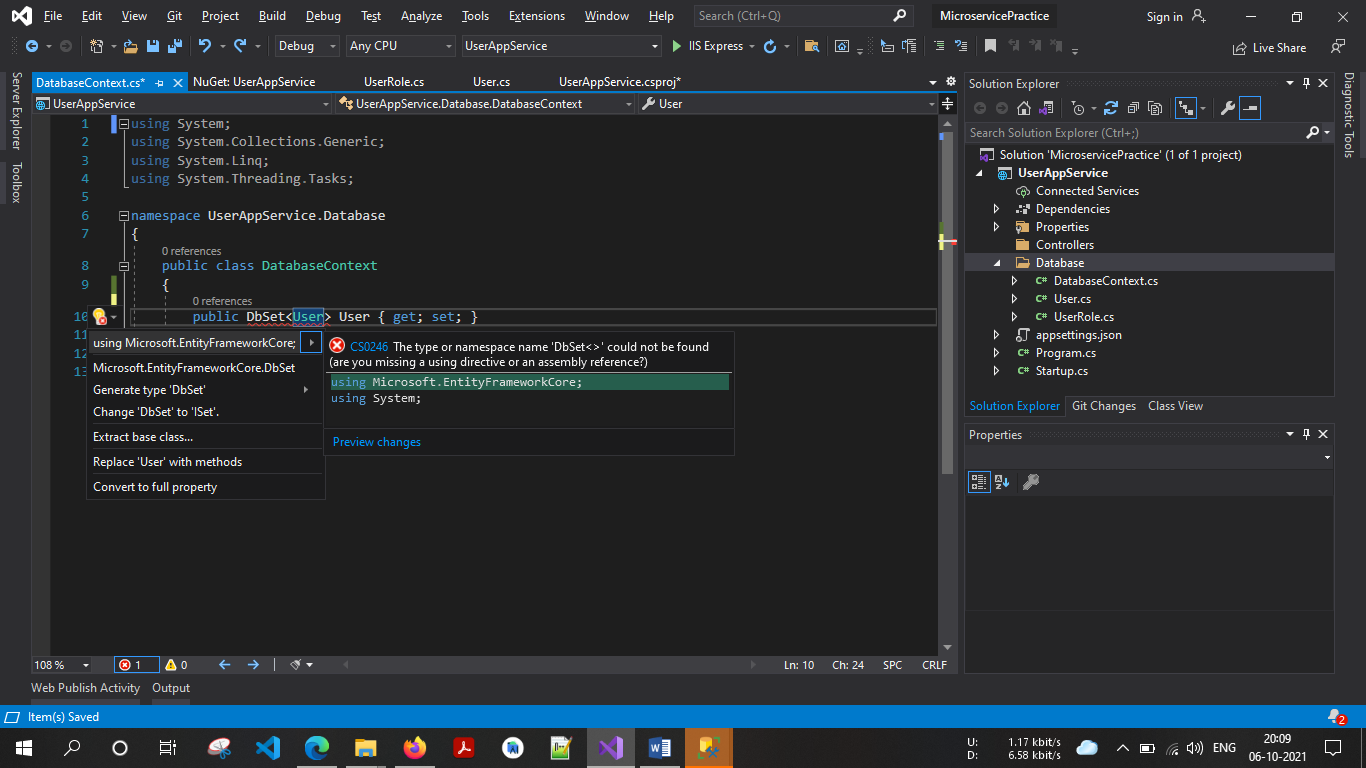 File Edit View Git Project Build Debug Test Analyze Tools Extensions Window Help Search (Ctrl+Q) MicroservicePractice Sign in
Debug Any CPU UserAppService IIS Express Live Share
Server Explorer
Toolbox
DatabaseContext.cs* NuGet: UserAppService UserRole.cs User.cs UserAppService.csproj*
UserAppService UserAppService.Database.DatabaseContext User
1 using System;
2 using System.Collections.Generic;
3 using System.Linq;
4 using System.Threading.Tasks;
5
6 namespace UserAppService.Database
7 {
0 references
8 public class DatabaseContext
9 {
0 references
10 public DbSet<User> User { get; set; }
11
12
13
using Microsoft.EntityFrameworkCore;
Microsoft.EntityFrameworkCore.DbSet
Generate type 'DbSet'
Change 'DbSet' to 'ISet'.
Extract base class...
Replace 'User' with methods
Convert to full property
CS0246 The type or namespace name 'DbSet<>' could not be found
(are you missing a using directive or an assembly reference?)
using Microsoft.EntityFrameworkCore;
using System;
Preview changes
108 % 1 0 Ln: 10 Ch: 24 SPC CRLF
Solution Explorer
Search Solution Explorer (Ctrl+;)
Solution 'MicroservicePractice' (1 of 1 project)
UserAppService
Connected Services
Dependencies
Properties
Controllers
Database
DatabaseContext.cs
User.cs
UserRole.cs
appsettings.json
Program.cs
Startup.cs
Solution Explorer Git Changes Class View
Properties
Diagnostic Tools
Web Publish Activity Output
Item(s) Saved 2
U: 1.17 kbit/s
D: 6.58 kbit/s
ENG
20:09
06-10-2021